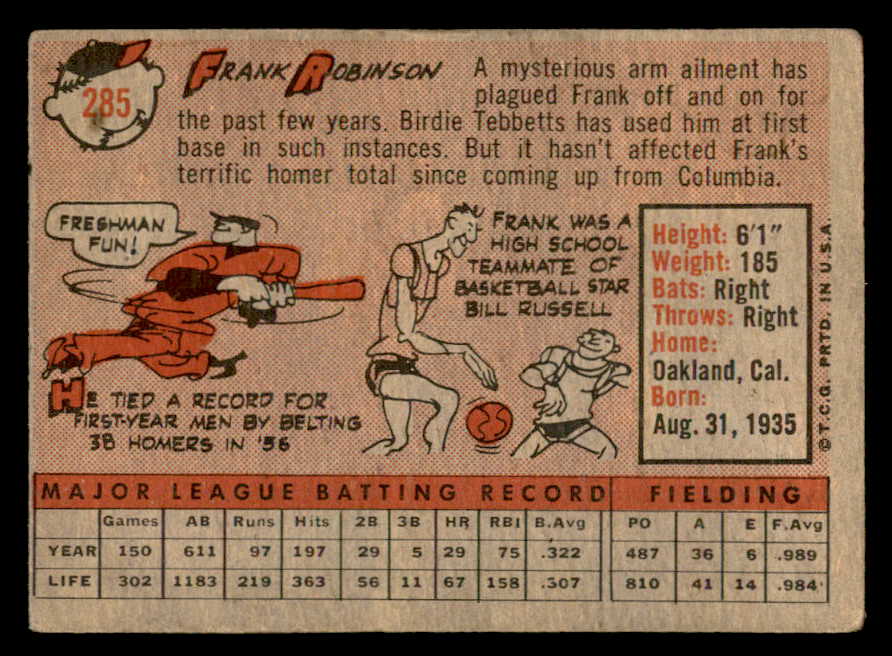 285
FRANK ROBINSON
A mysterious arm ailment has
plagued Frank off and on for
the past few years. Birdie Tebbetts has used him at first
base in such instances. But it hasn't affected Frank's
terrific homer total since coming up from Columbia.
FRESHMAN
FUN!
HE TIED A RECORD FOR
FIRST-YEAR MEN BY BELTING
38 HOMERS IN '56
FRANK WAS A
HIGH SCHOOL
TEAMMATE OF
BASKETBALL STAR
BILL RUSSELL
Height: 6'1"
Weight: 185
Bats: Right
Throws: Right
Home:
Oakland, Cal.
Born:
Aug. 31, 1935
© T.C.G. PRTD. IN U.S.A.
MAJOR LEAGUE BATTING RECORD FIELDING
Games AB Runs Hits 2B 3B HR RBI B.Avg PO A E F.Avg
YEAR 150 611 97 197 29 5 29 75 .322 487 36 6 .989
LIFE 302 1183 219 363 56 11 67 158 .307 810 41 14 .984